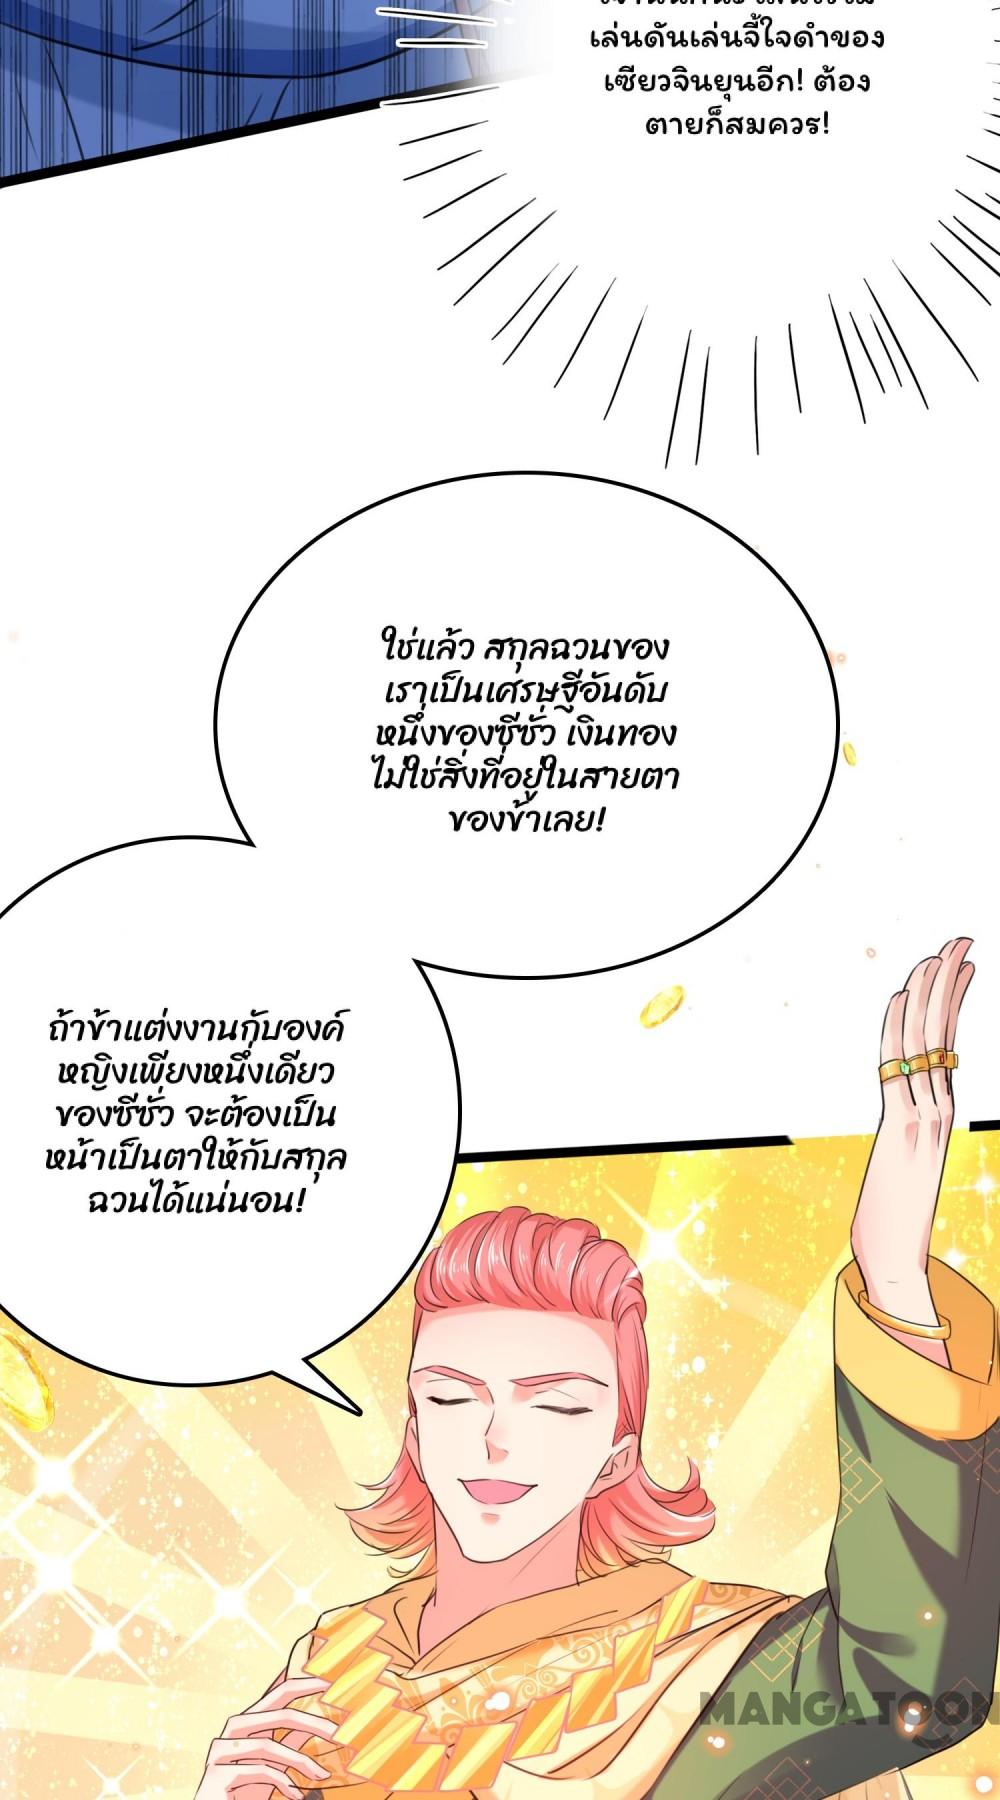 เล่นดันเล่นจี้ใจดำของ
เซียวจินยุนอีก! ต้อง
ตายก็สมควร!
ใช่แล้ว สกุลฉวนของ
เราเป็นเศรษฐีอันดับ
หนึ่งของซีซั่ว เงินทอง
ไม่ใช่สิ่งที่อยู่ในสายตา
ของข้าเลย!
ถ้าข้าแต่งงานกับองค์
หญิงเพียงหนึ่งเดียว
ของซีซั่ว จะต้องเป็น
หน้าเป็นตาให้กับสกุล
ฉวนได้แน่นอน!
MANGATOON